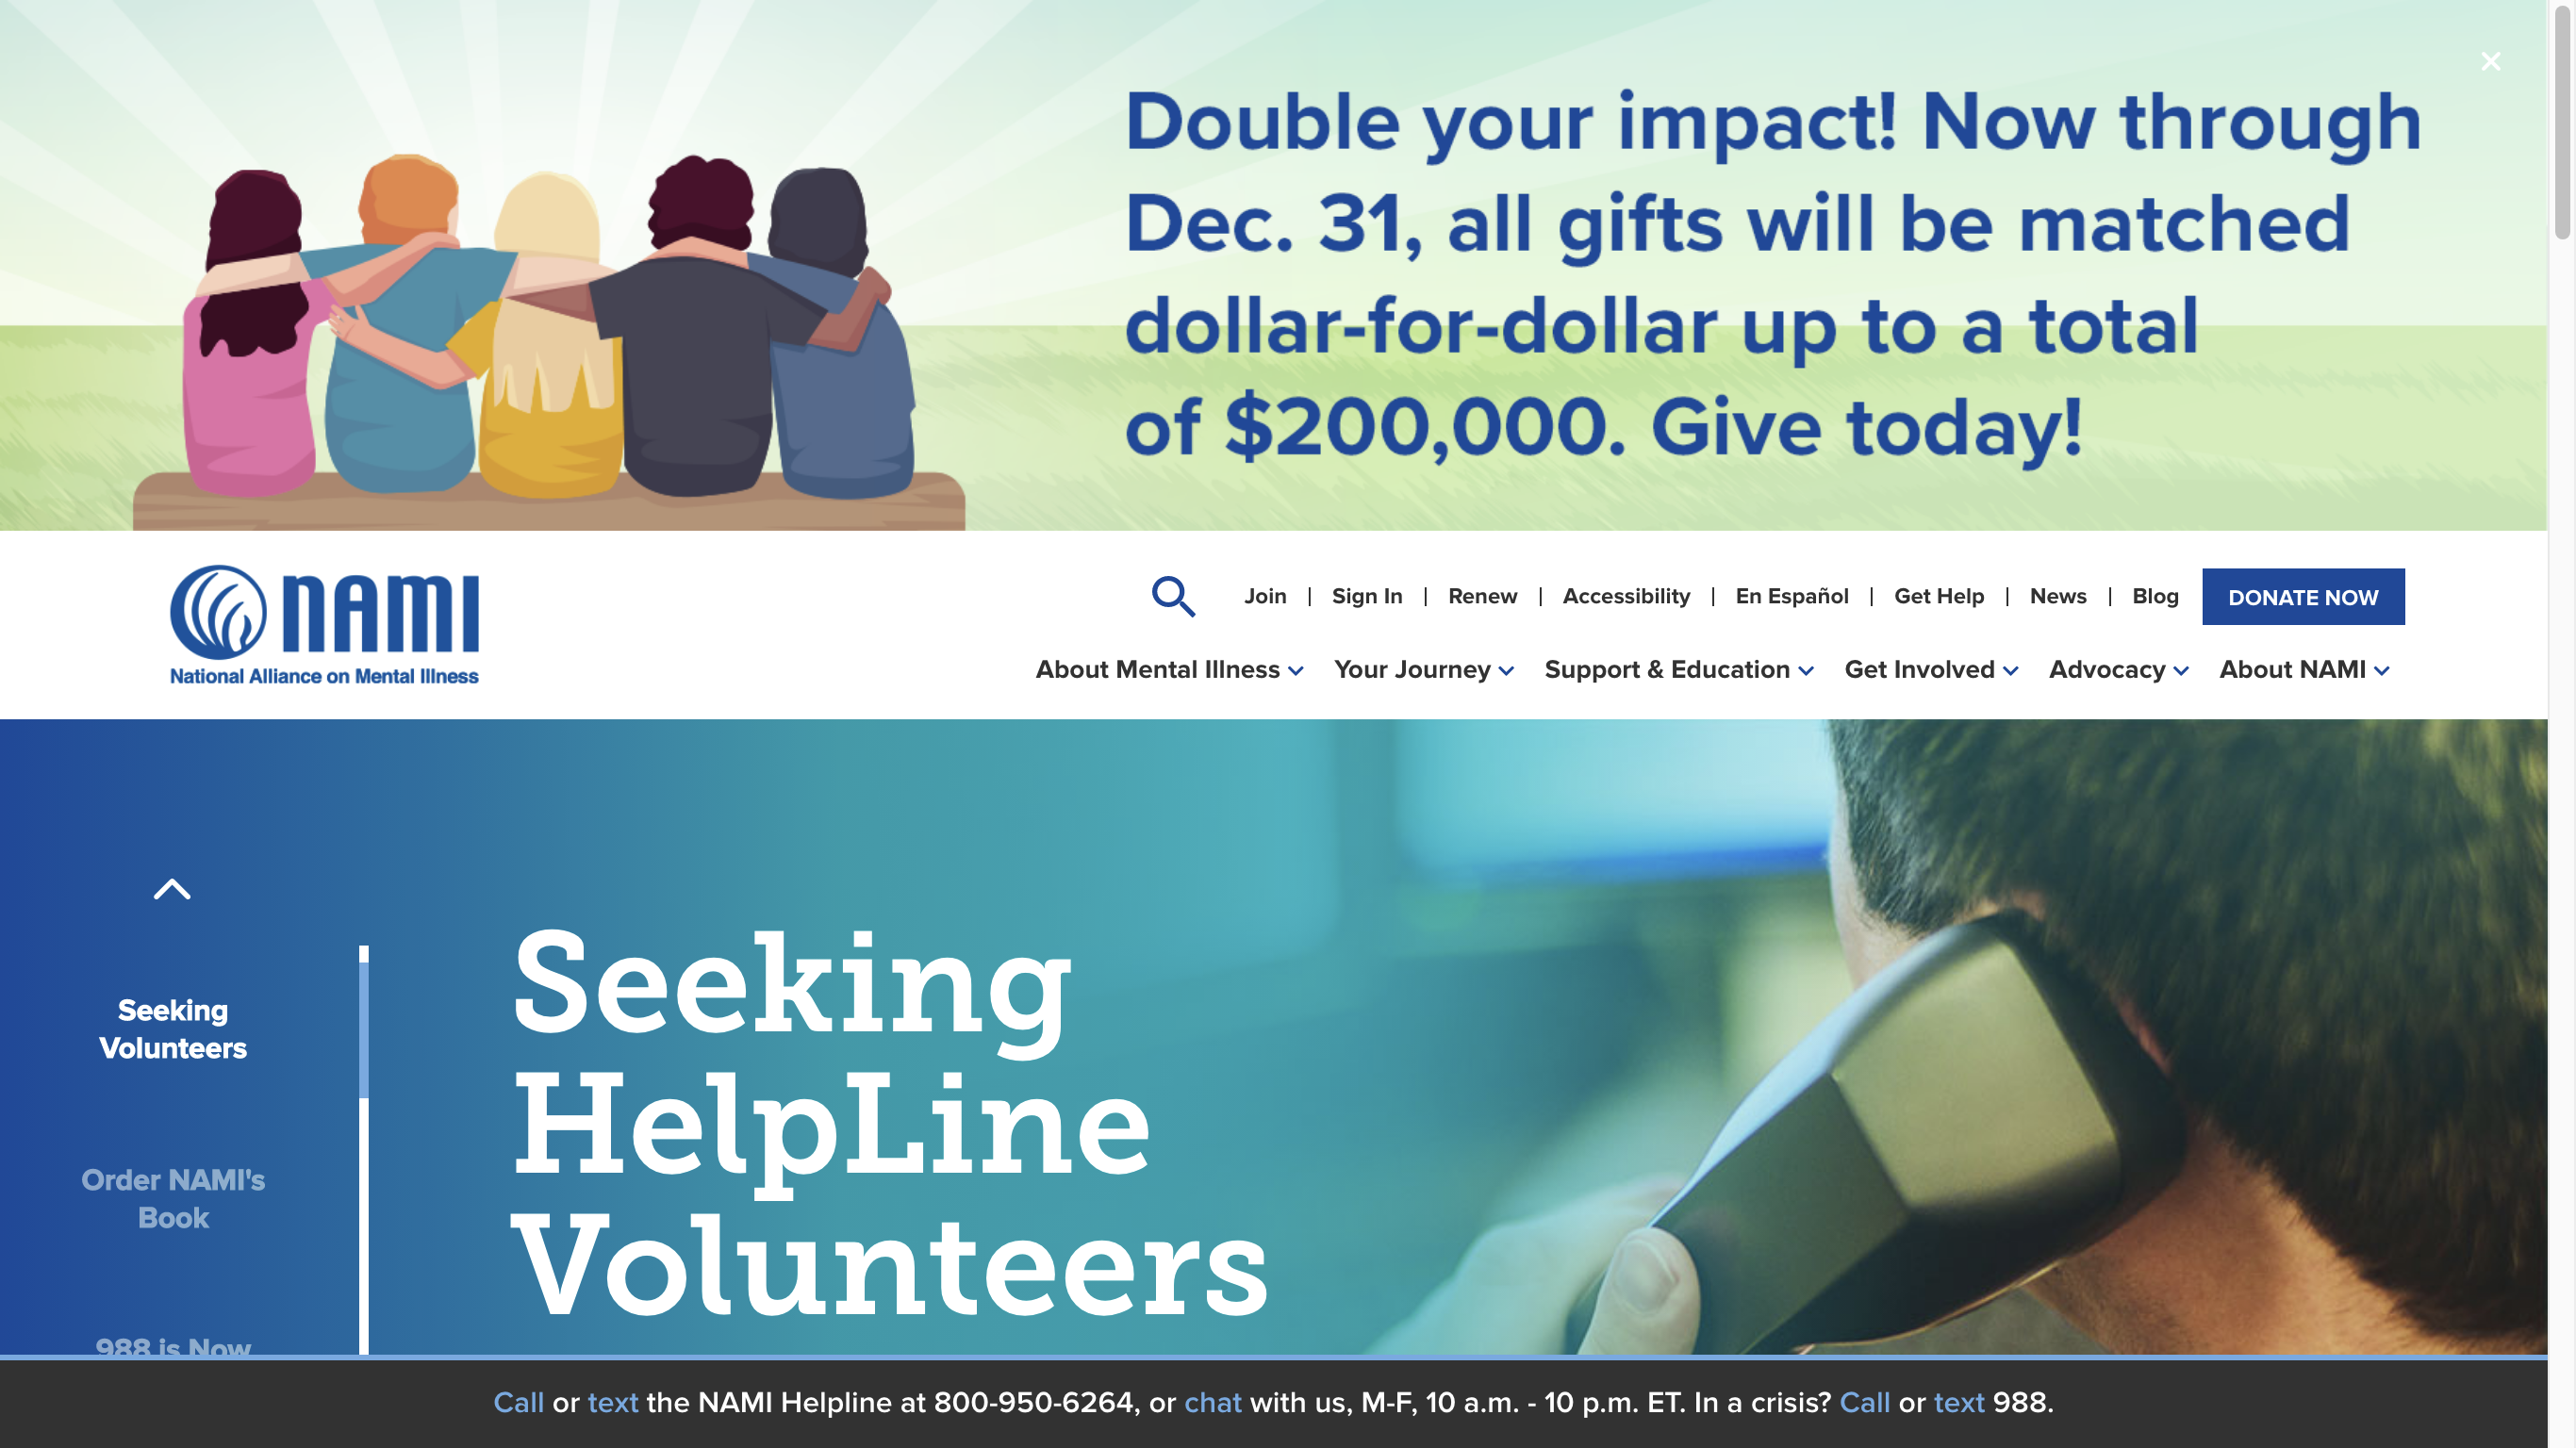 Double your impact! Now through
Dec. 31, all gifts will be matched
dollar-for-dollar up to a total
of $200,000. Give today!
NAMI
National Alliance on Mental Illness
Join | Sign In | Renew | Accessibility | En Español | Get Help | News | Blog DONATE NOW
About Mental Illness Your Journey Support & Education Get Involved Advocacy About NAMI
Seeking
Volunteers
Order NAMI's
Book
988 is Now
Seeking
HelpLine
Volunteers
Call or text the NAMI Helpline at 800-950-6264, or chat with us, M-F, 10 a.m. - 10 p.m. ET. In a crisis? Call or text 988.